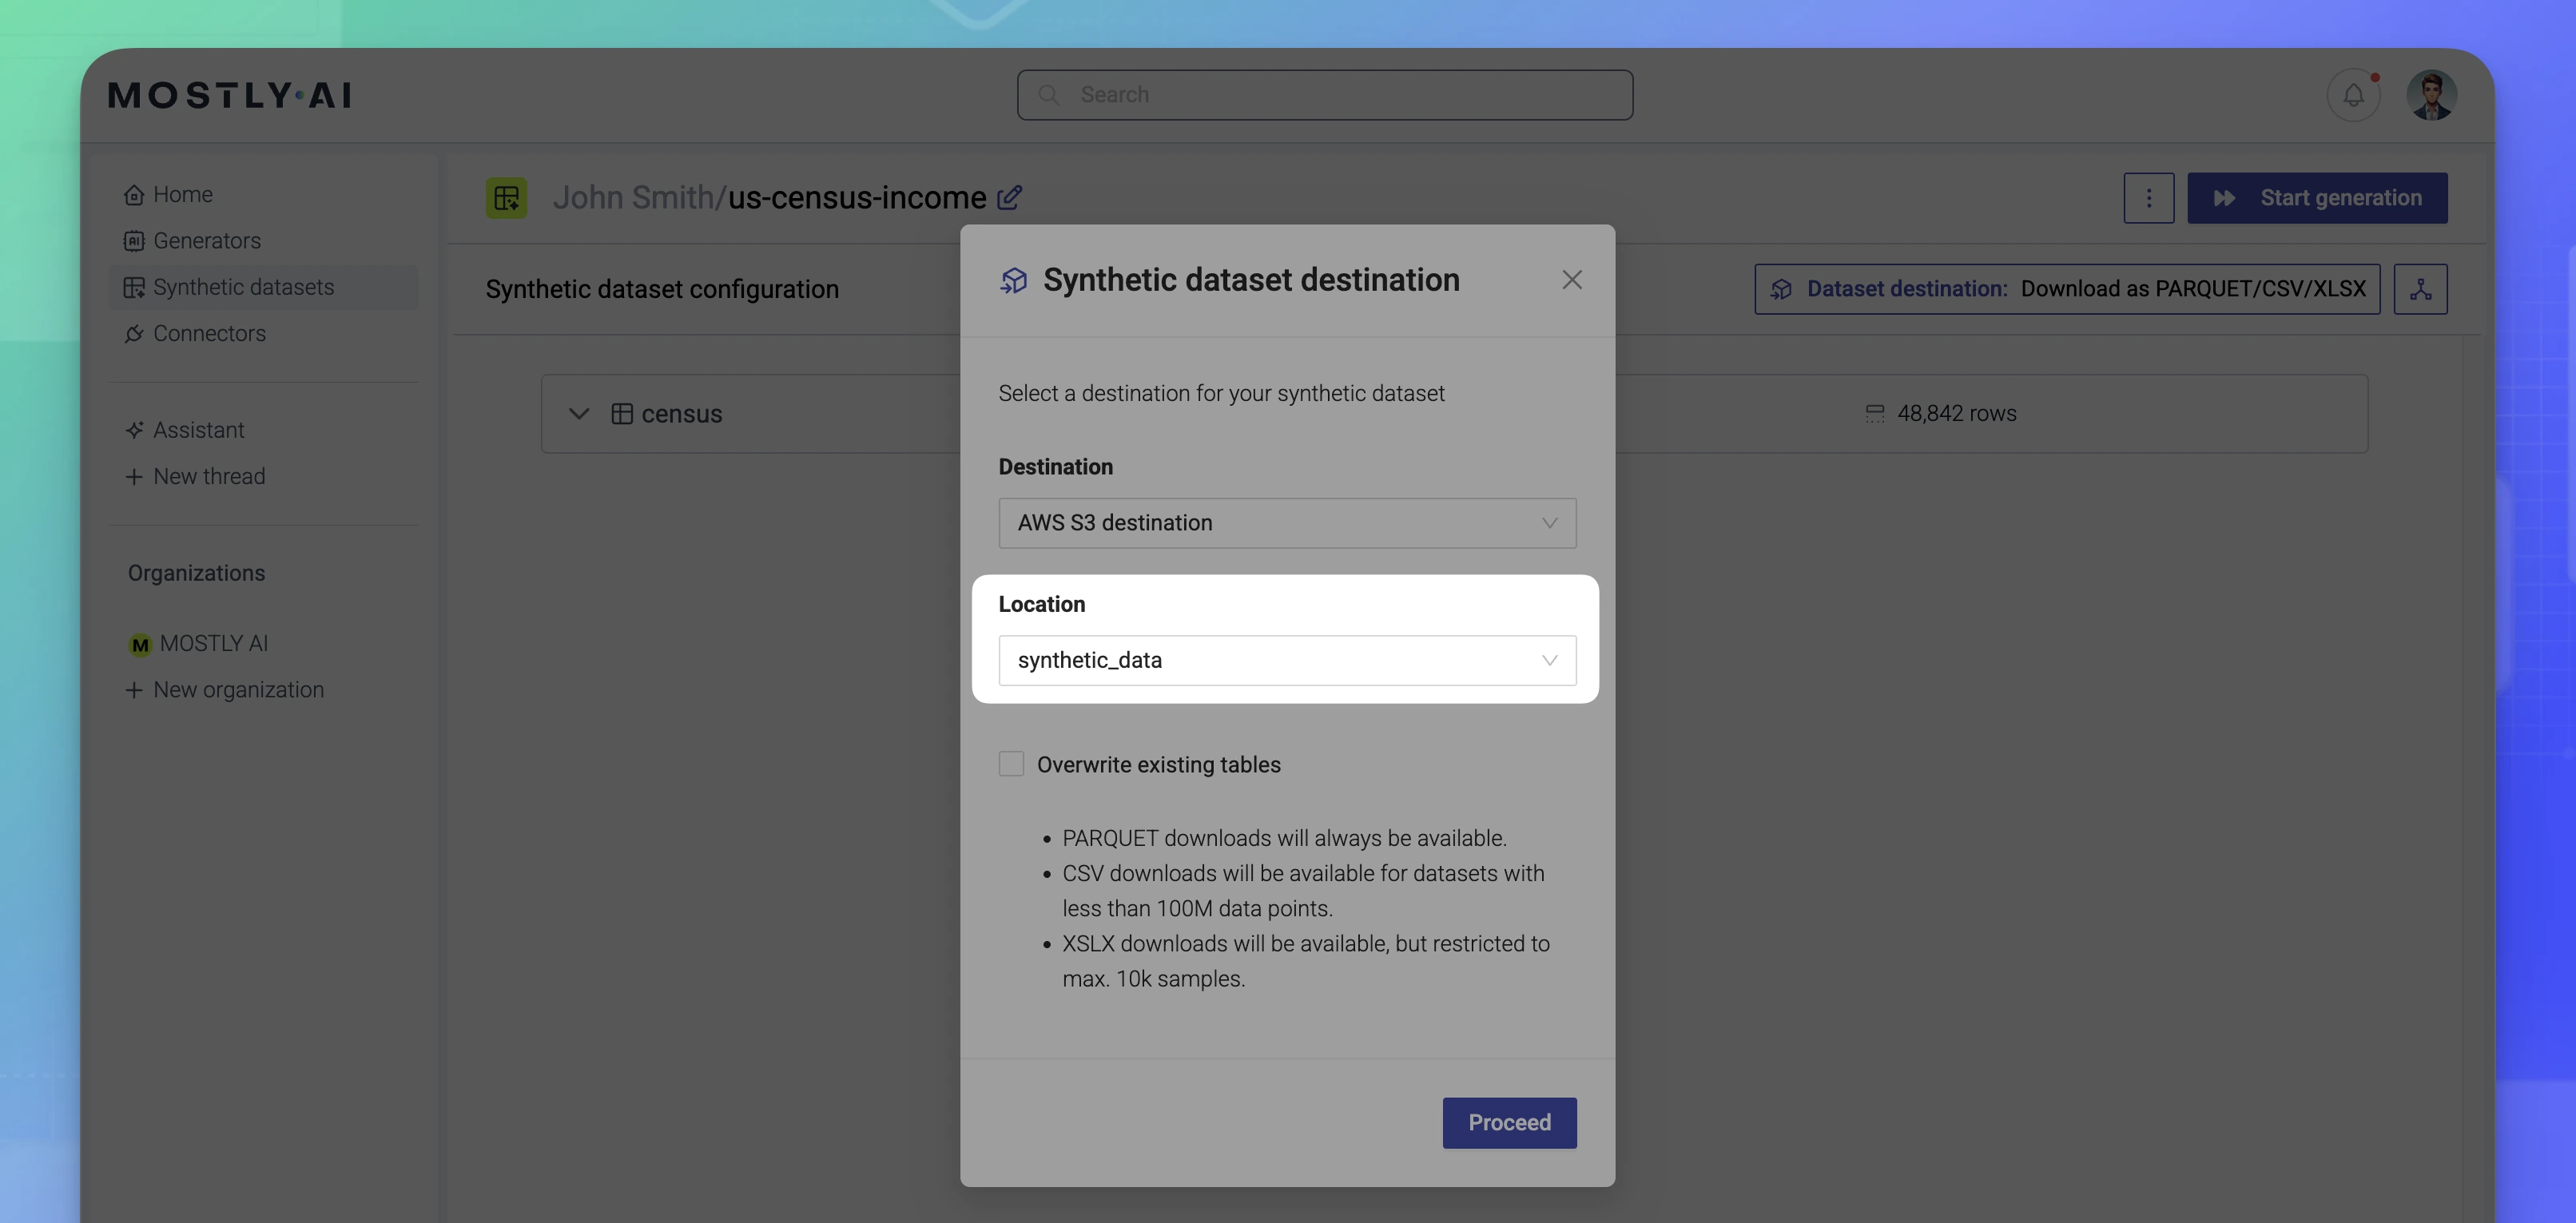 MOSTLY·AI
Search
Home
Generators
Synthetic datasets
Connectors
Assistant
New thread
Organizations
M MOSTLY AI
New organization
John Smith/us-census-income
Start generation
Synthetic dataset configuration
Dataset destination: Download as PARQUET/CSV/XLSX
census
48,842 rows
Synthetic dataset destination
Select a destination for your synthetic dataset
Destination
AWS S3 destination
Location
synthetic_data
Overwrite existing tables
• PARQUET downloads will always be available.
• CSV downloads will be available for datasets with
less than 100M data points.
• XSLX downloads will be available, but restricted to
max. 10k samples.
Proceed